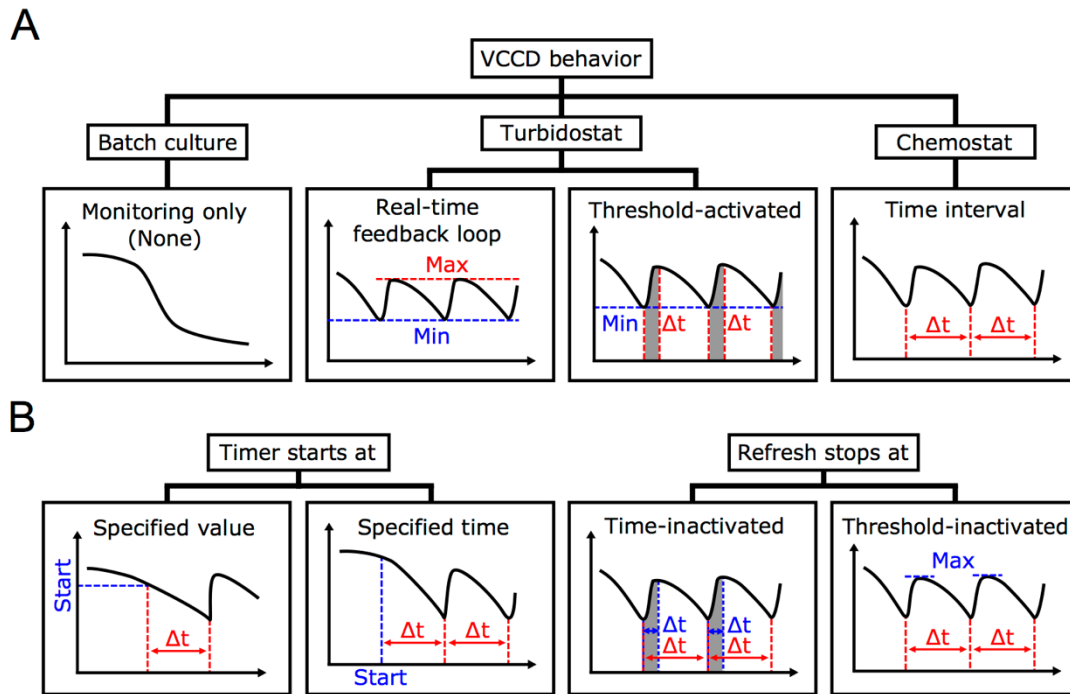 A
VCCD behavior
Batch culture
Turbidostat
Chemostat
Monitoring only
(None)
Real-time
feedback loop
Max
Min
Threshold-activated
Min
Δt
Δt
Time interval
Δt
Δt
B
Timer starts at
Refresh stops at
Specified value
Start
Δt
Specified time
Δt
Δt
Start
Time-inactivated
Δt
Δt
Δt
Δt
Threshold-inactivated
Max
Δt
Δt